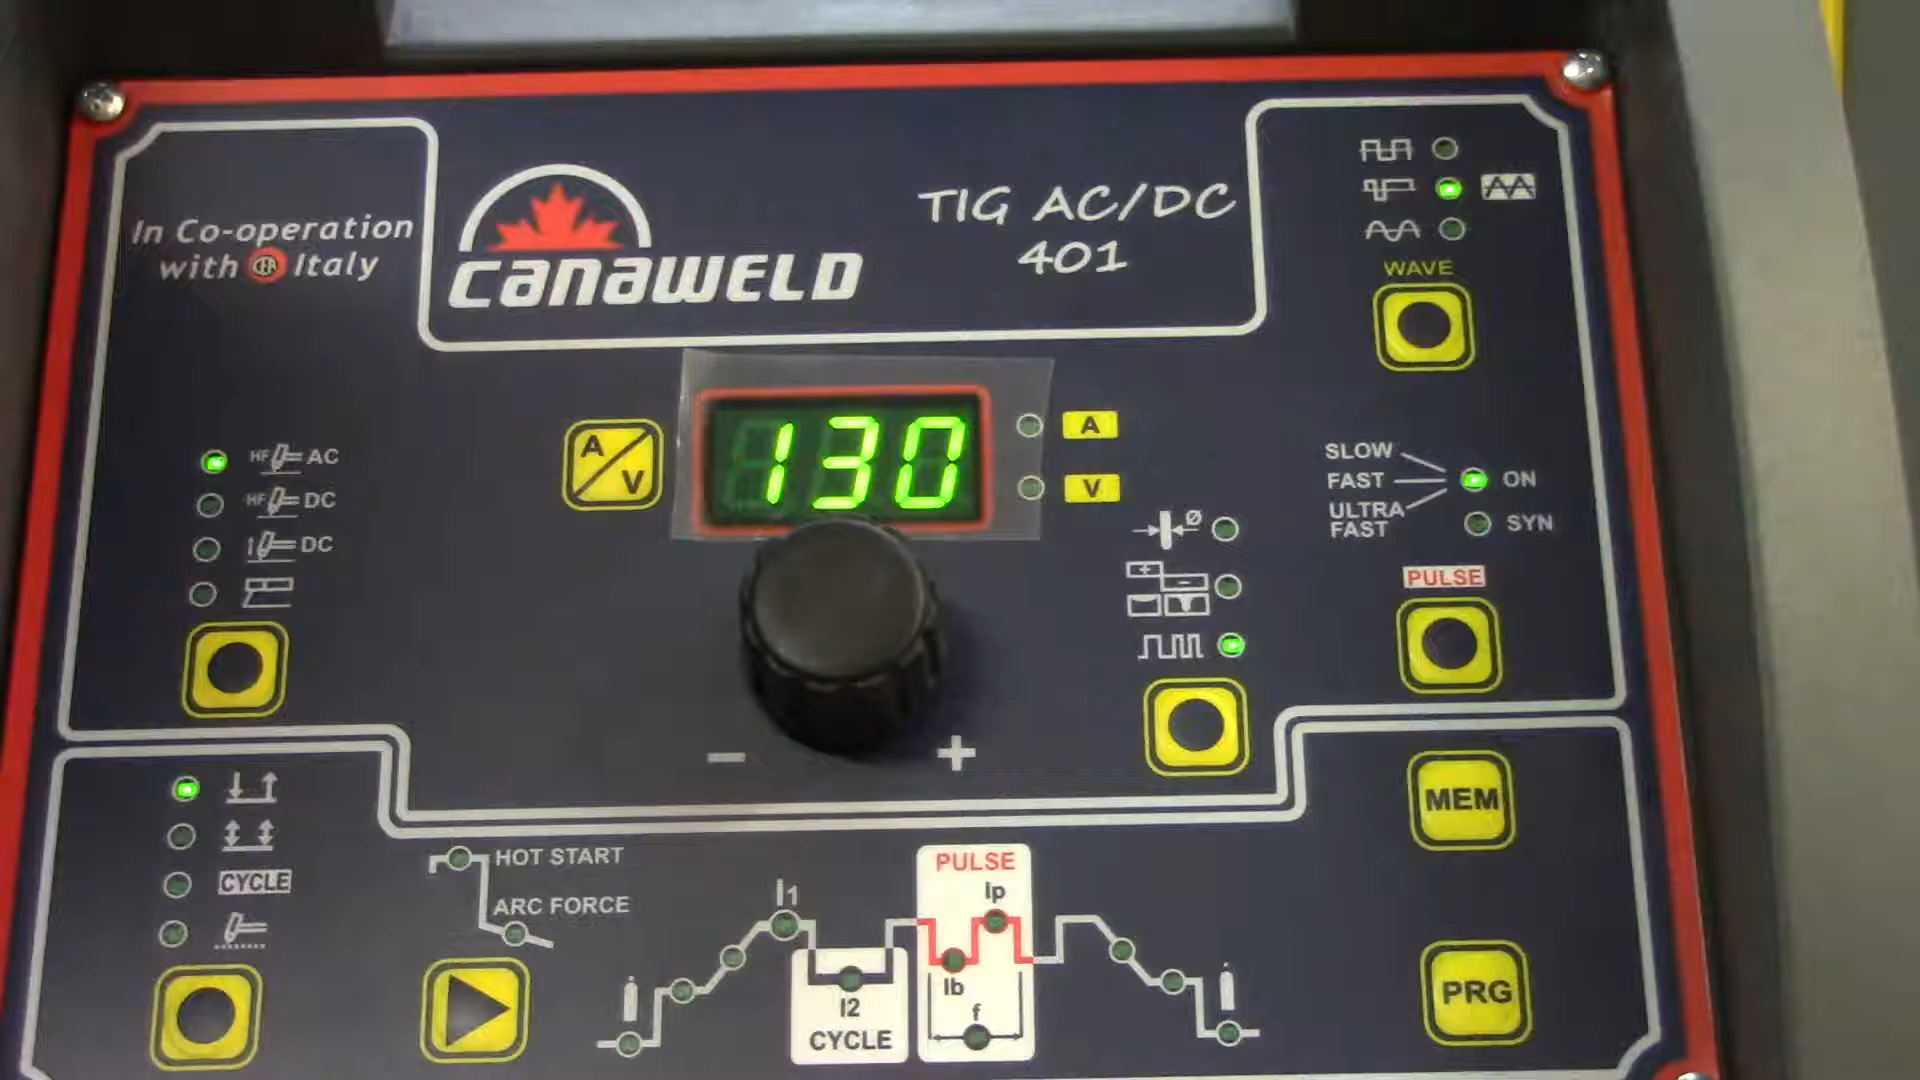 In Co-operation
with CEA Italy
CANAWELD
TIG AC/DC
401
WAVE
A
V
130
A
V
HF AC
HF DC
DC
SLOW
FAST
ULTRA
FAST
ON
SYN
Ø
+
-
PULSE
- +
MEM
CYCLE
HOT START
ARC FORCE
I1
I2
CYCLE
PULSE
Ip
Ib
f
PRG